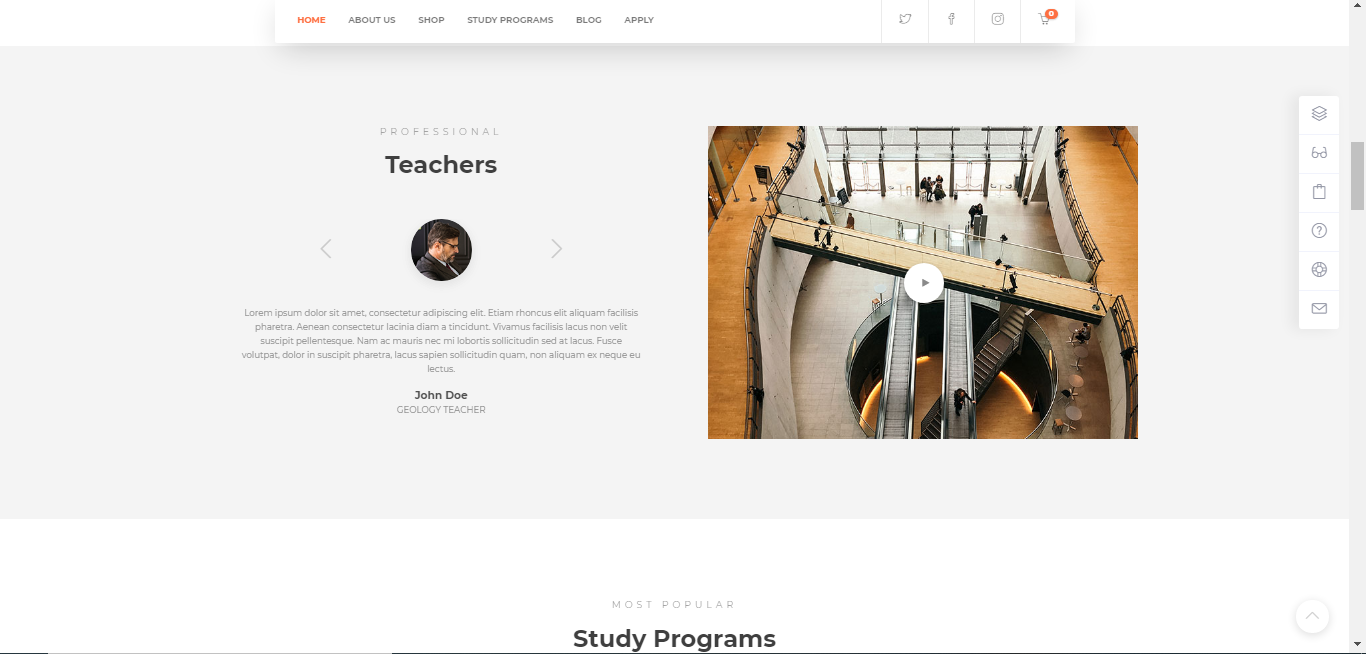 HOME ABOUT US SHOP STUDY PROGRAMS BLOG APPLY 0
PROFESSIONAL
Teachers
Lorem ipsum dolor sit amet, consectetur adipiscing elit. Etiam rhoncus elit aliquam facilisis
pharetra. Aenean consectetur lacinia diam a tincidunt. Vivamus facilisis lacus non velit
suscipit pellentesque. Nam ac mauris nec mi lobortis sollicitudin sed at lacus. Fusce
volutpat, dolor in suscipit pharetra, lacus sapien sollicitudin quam, non aliquam ex neque eu
lectus.
John Doe
GEOLOGY TEACHER
MOST POPULAR
Study Programs